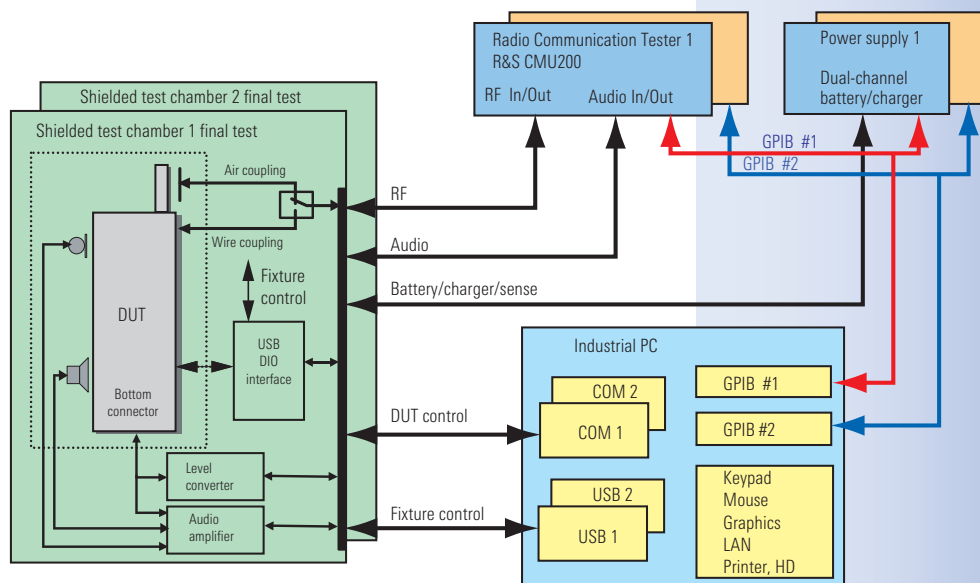 Radio Communication Tester 1
R&S CMU200
RF In/Out
Audio In/Out
Power supply 1
Dual-channel
battery/charger
GPIB #1
GPIB #2
Shielded test chamber 2 final test
Shielded test chamber 1 final test
Air coupling
Wire coupling
Fixture
control
DUT
USB
DIO
interface
Bottom
connector
Level
converter
Audio
amplifier
RF
Audio
Battery/charger/sense
DUT control
Fixture control
Industrial PC
COM 2
COM 1
USB 2
USB 1
GPIB #1
GPIB #2
Keypad
Mouse
Graphics
LAN
Printer, HD